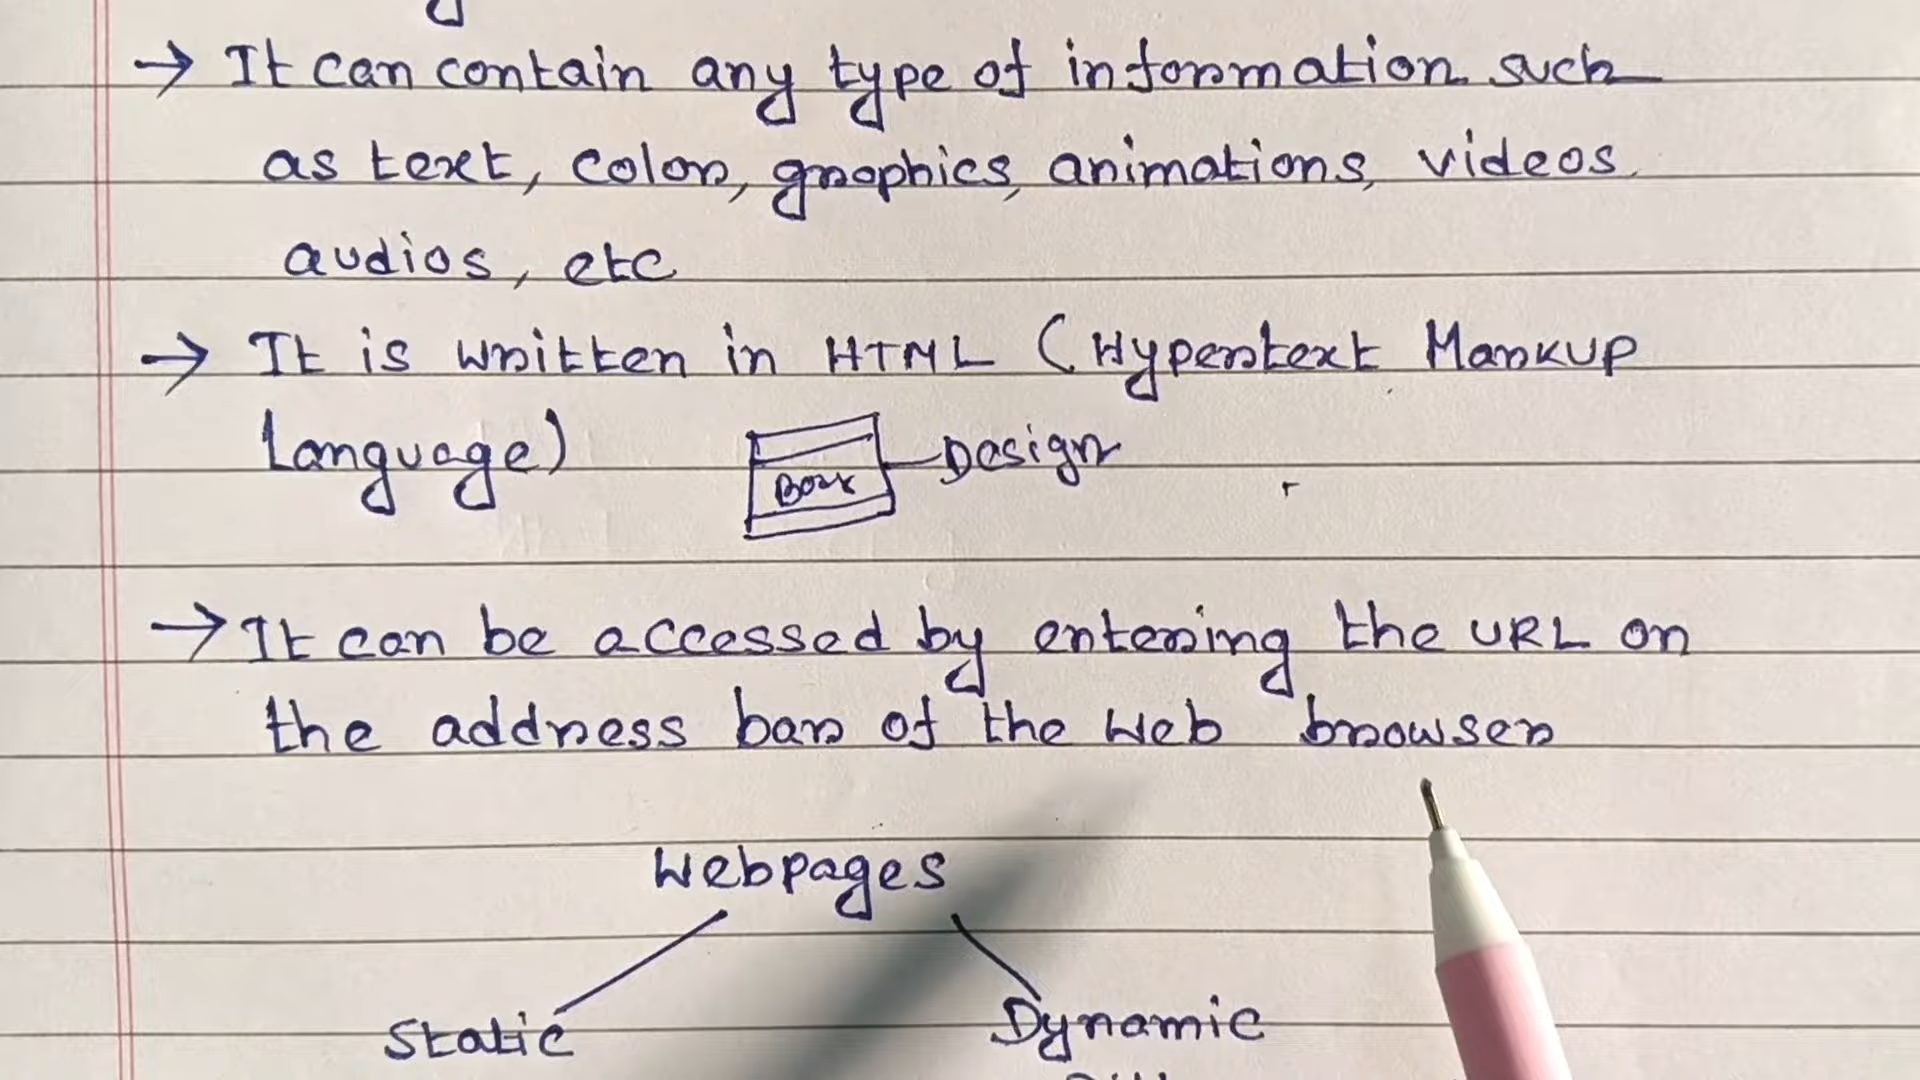 → It can contain any type of information such
as text, color, graphics, animations, videos
audios, etc
→ It is written in HTML (Hypertext Markup
Language)
Book
Design
→ It can be accessed by entering the URL on
the address bar of the web browser
Webpages
Static
Dynamic